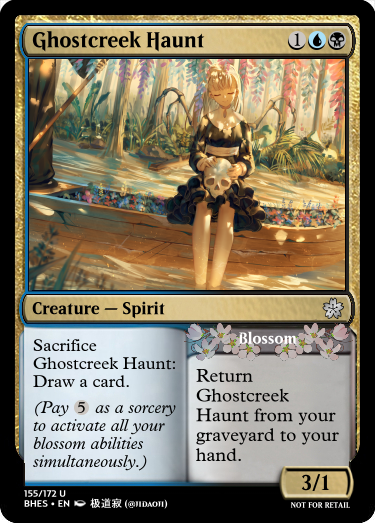 Ghostcreek Haunt 1
Creature — Spirit
Blossom
Sacrifice
Ghostcreek Haunt:
Draw a card.
(Pay 5 as a sorcery
to activate all your
blossom abilities
simultaneously.)
Return
Ghostcreek
Haunt from your
graveyard to your
hand.
3/1
155/172 U
BHES • EN 极道寂 (@JIDAOJI)
NOT FOR RETAIL